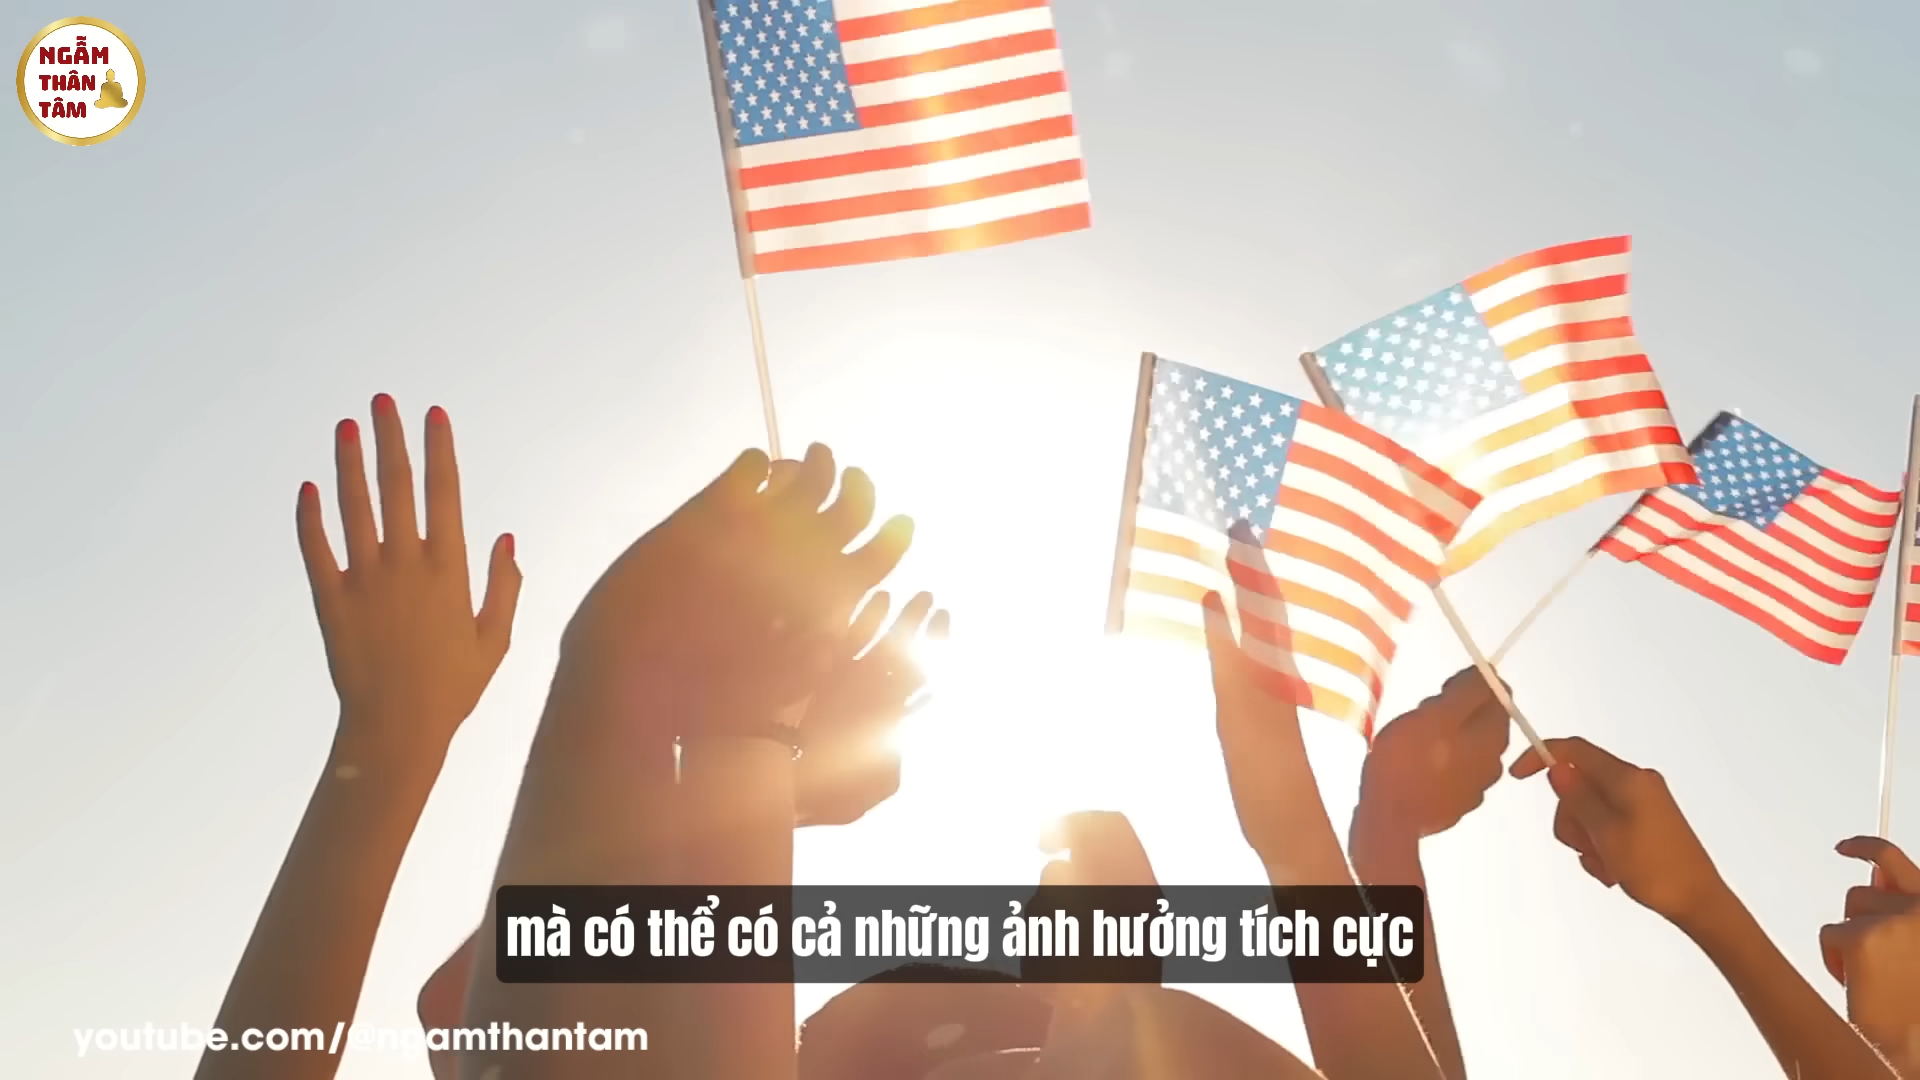 NGẪM
THÂN
TÂM
mà có thể có cả những ảnh hưởng tích cực
youtube.com/@ngamthantam